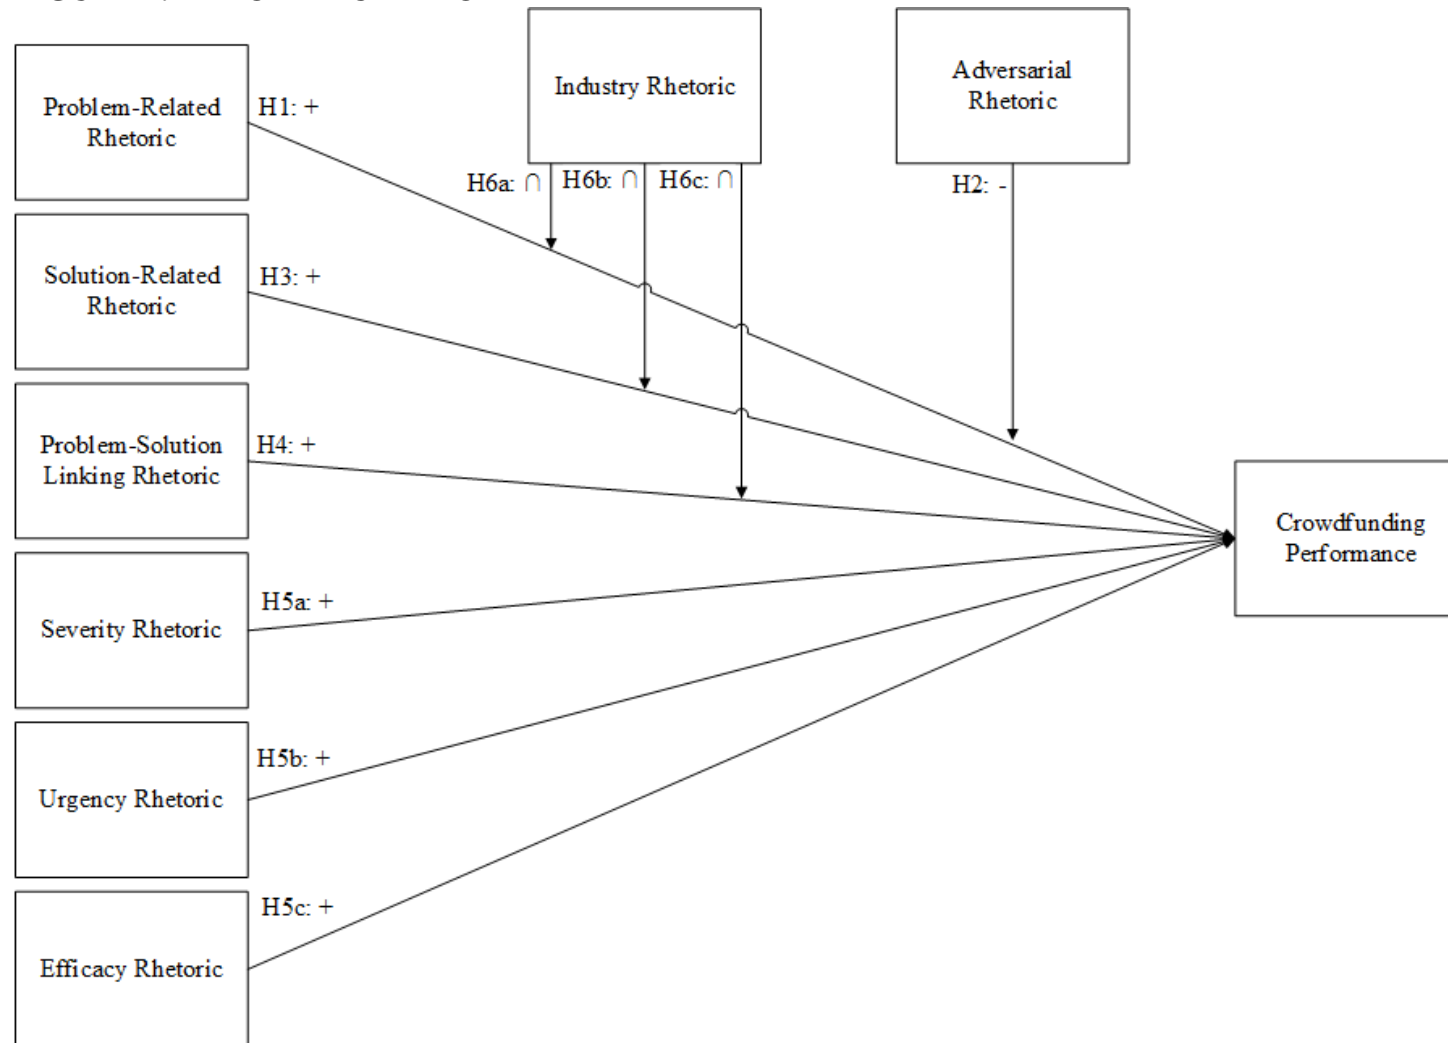 Problem-Related
Rhetoric
H1: +
Industry Rhetoric
Adversarial
Rhetoric
H6a: ∩
H6b: ∩
H6c: ∩
H2: -
Solution-Related
Rhetoric
H3: +
Problem-Solution
Linking Rhetoric
H4: +
Crowdfunding
Performance
Severity Rhetoric
H5a: +
Urgency Rhetoric
H5b: +
Efficacy Rhetoric
H5c: +